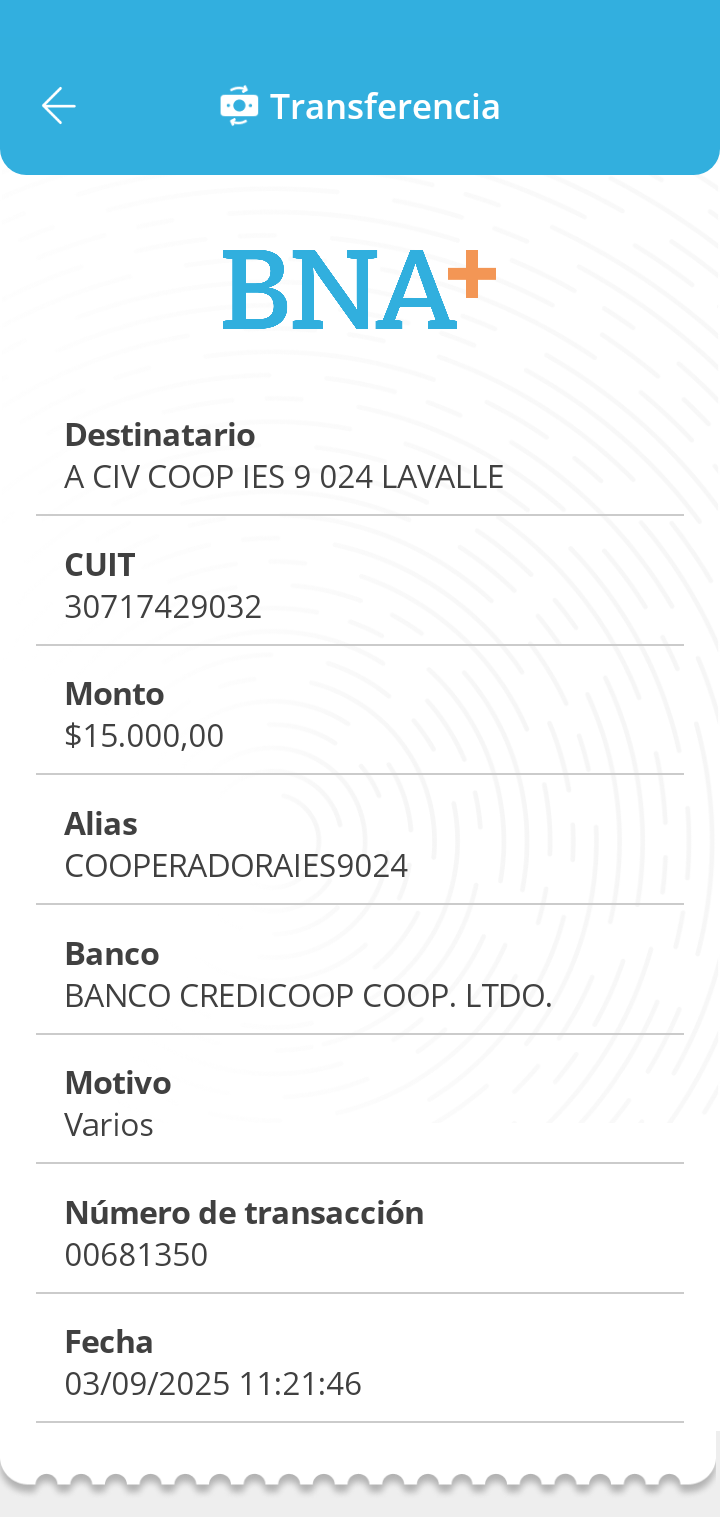 Transferencia
BNA+
Destinatario
A CIV COOP IES 9 024 LAVALLE
CUIT
30717429032
Monto
$15.000,00
Alias
COOPERADORAIES9024
Banco
BANCO CREDICOOP COOP. LTDO.
Motivo
Varios
Número de transacción
00681350
Fecha
03/09/2025 11:21:46